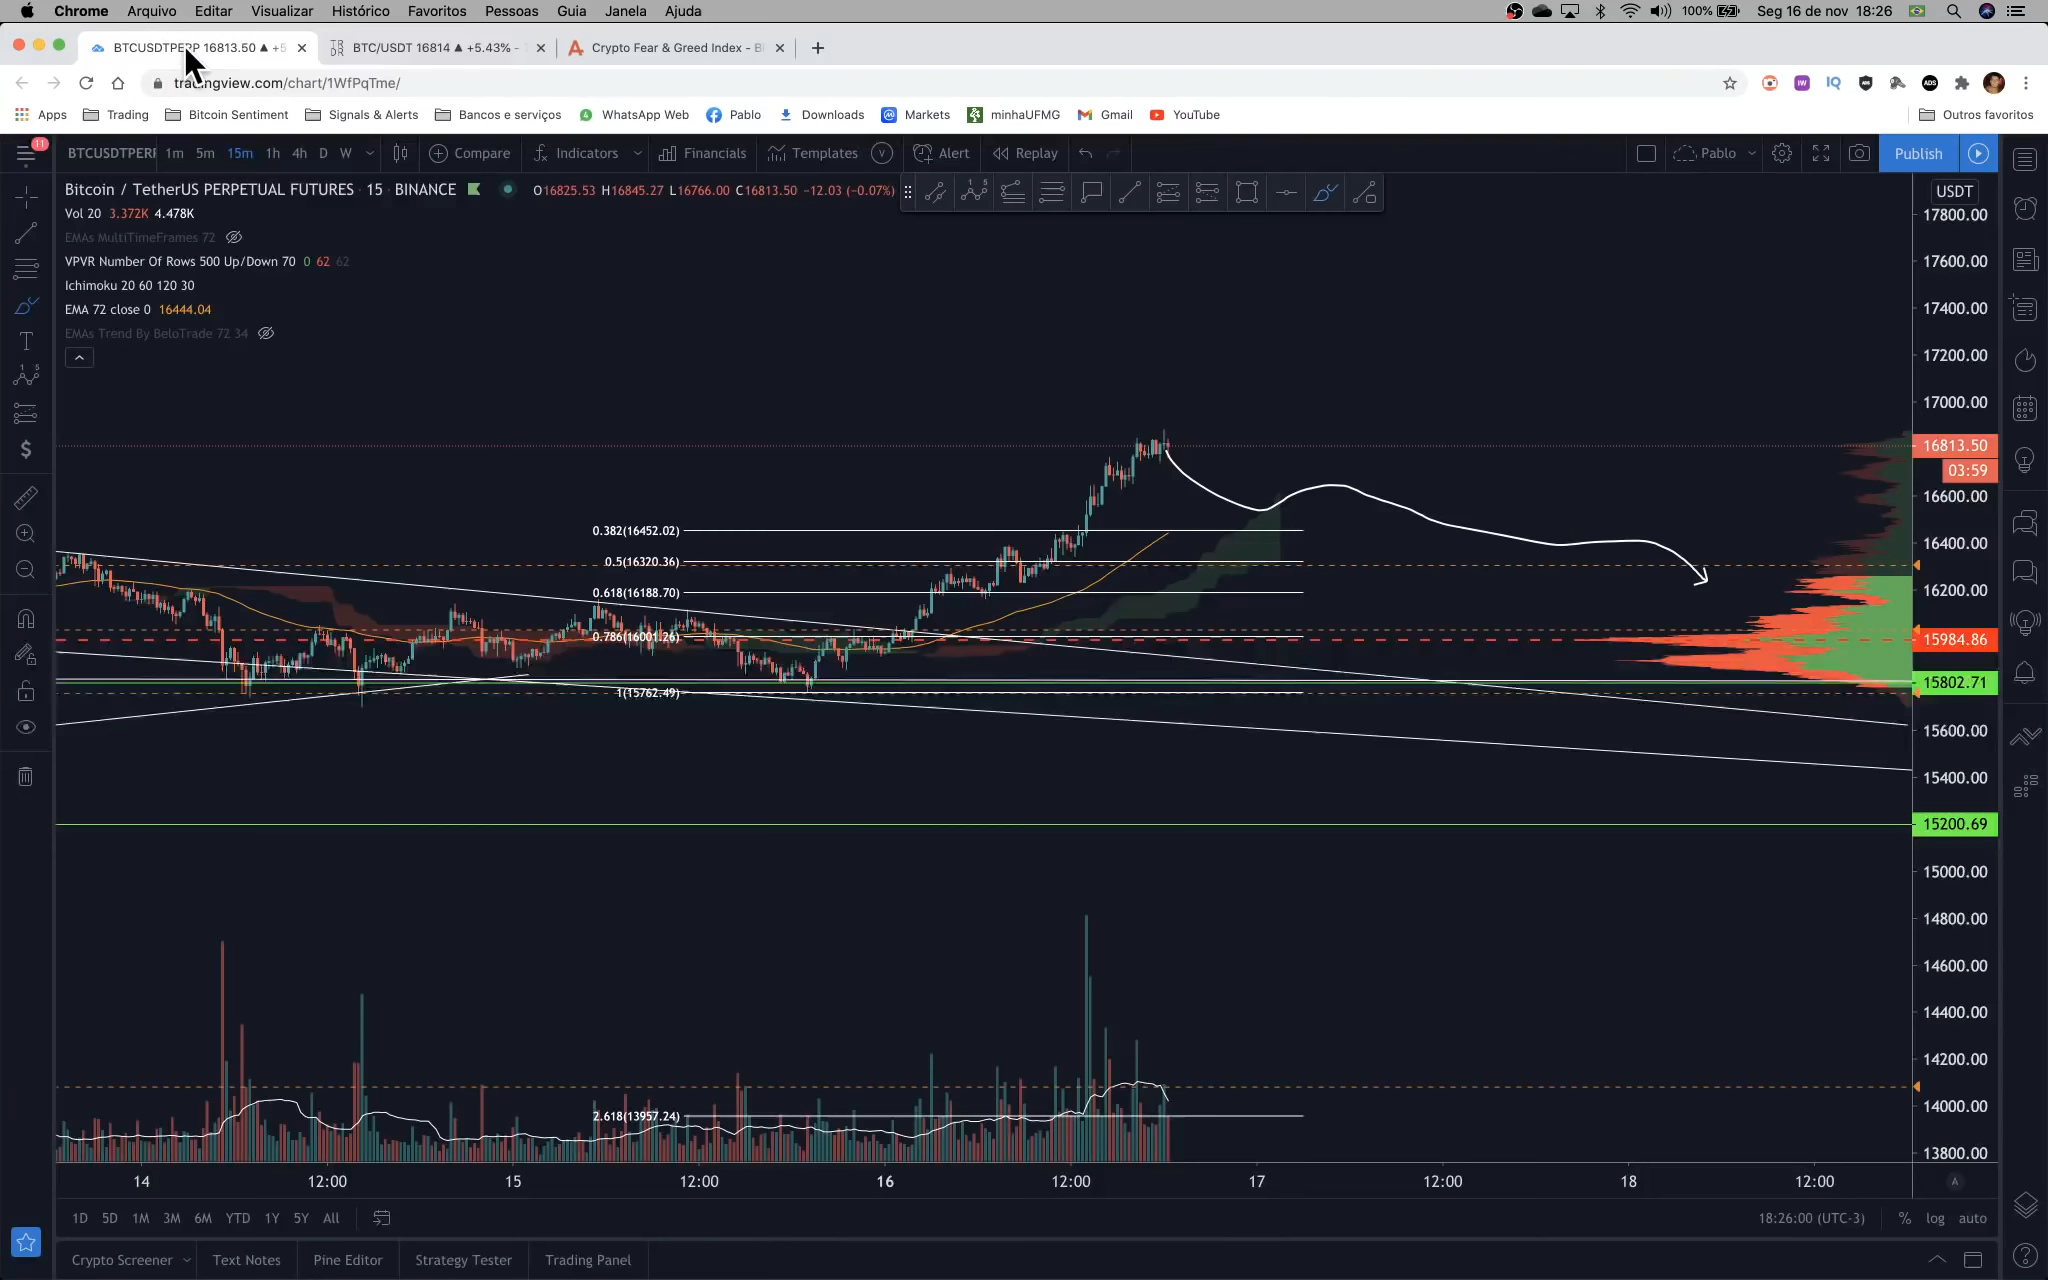 Chrome Arquivo Editar Visualizar Histórico Favoritos Pessoas Guia Janela Ajuda 100% Seg 16 de nov 18:26
BTCUSDTPERP 16813.50 ▲ +5 BTC/USDT 16814 ▲ +5.43% - Crypto Fear & Greed Index - Bi
tradingview.com/chart/1WfPqTme/
Apps Trading Bitcoin Sentiment Signals & Alerts Bancos e serviços WhatsApp Web Pablo Downloads Markets minhaUFMG Gmail YouTube Outros favoritos
11
BTCUSDTPERP 1m 5m 15m 1h 4h D W Compare Indicators Financials Templates Alert Replay Pablo Publish
Bitcoin / TetherUS PERPETUAL FUTURES · 15 · BINANCE O16825.53 H16845.27 L16766.00 C16813.50 −12.03 (−0.07%)
USDT
Vol 20 3.372K 4.478K
EMAs MultiTimeFrames 72
VPVR Number Of Rows 500 Up/Down 70 0 62 62
Ichimoku 20 60 120 30
EMA 72 close 0 16444.04
EMAs Trend By BeloTrade 72 34
17800.00
17600.00
17400.00
17200.00
17000.00
16813.50
03:59
16600.00
16400.00
16200.00
15984.86
15802.71
15600.00
15400.00
15200.69
15000.00
14800.00
14600.00
14400.00
14200.00
14000.00
13800.00
0.382(16452.02)
0.5(16320.36)
0.618(16188.70)
0.786(16001.26)
1(15762.49)
2.618(13957.24)
14 12:00 15 12:00 16 12:00 17 12:00 18 12:00
1D 5D 1M 3M 6M YTD 1Y 5Y All 18:26:00 (UTC-3) % log auto
Crypto Screener Text Notes Pine Editor Strategy Tester Trading Panel